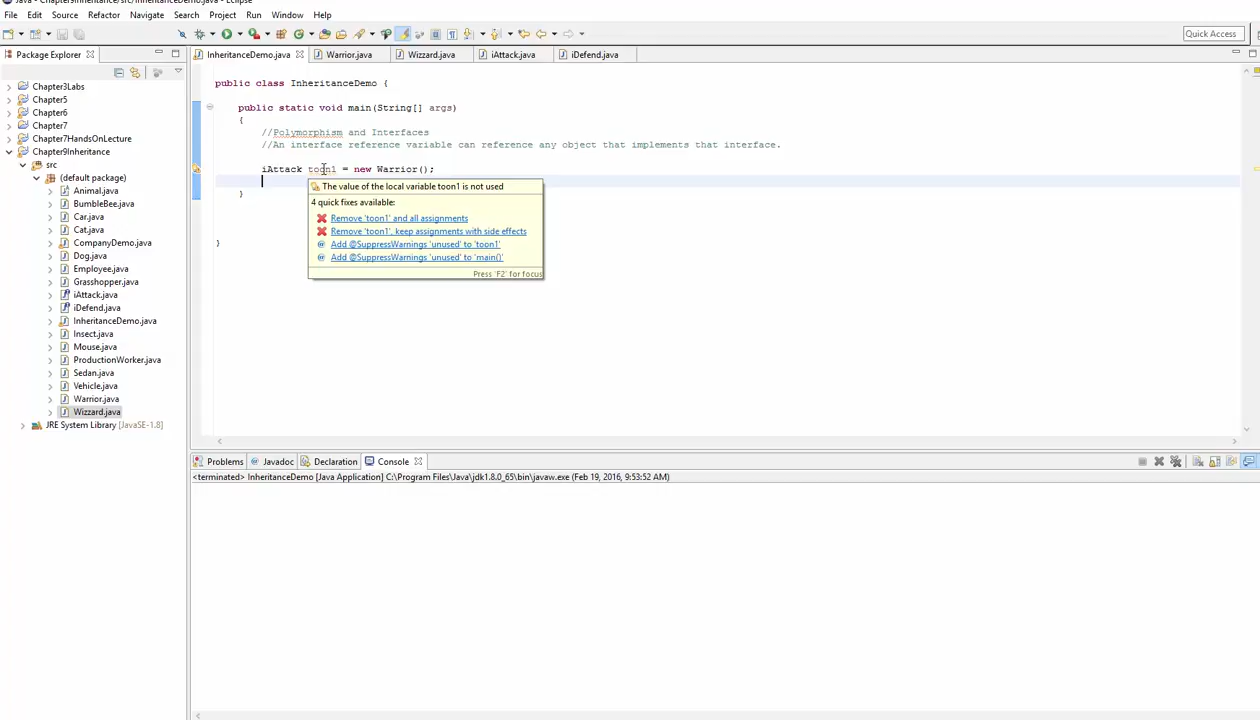 Java - Chapter9Inheritance/src/InheritanceDemo.java - Eclipse
File Edit Source Refactor Navigate Search Project Run Window Help
Quick Access
Package Explorer
InheritanceDemo.java Warrior.java Wizzard.java iAttack.java iDefend.java
Chapter3Labs
Chapter5
Chapter6
Chapter7
Chapter7HandsOnLecture
Chapter9Inheritance
src
(default package)
Animal.java
BumbleBee.java
Car.java
Cat.java
CompanyDemo.java
Dog.java
Employee.java
Grasshopper.java
iAttack.java
iDefend.java
InheritanceDemo.java
Insect.java
Mouse.java
ProductionWorker.java
Sedan.java
Vehicle.java
Warrior.java
Wizzard.java
JRE System Library [JavaSE-1.8]
public class InheritanceDemo {
public static void main(String[] args)
{
//Polymorphism and Interfaces
//An interface reference variable can reference any object that implements that interface.
iAttack toon1 = new Warrior();
}
}
The value of the local variable toon1 is not used
4 quick fixes available:
Remove 'toon1' and all assignments
Remove 'toon1', keep assignments with side effects
Add @SuppressWarnings 'unused' to 'toon1'
Add @SuppressWarnings 'unused' to 'main()'
Press 'F2' for focus
Problems Javadoc Declaration Console
<terminated> InheritanceDemo [Java Application] C:\Program Files\Java\jdk1.8.0_65\bin\javaw.exe (Feb 19, 2016, 9:53:52 AM)